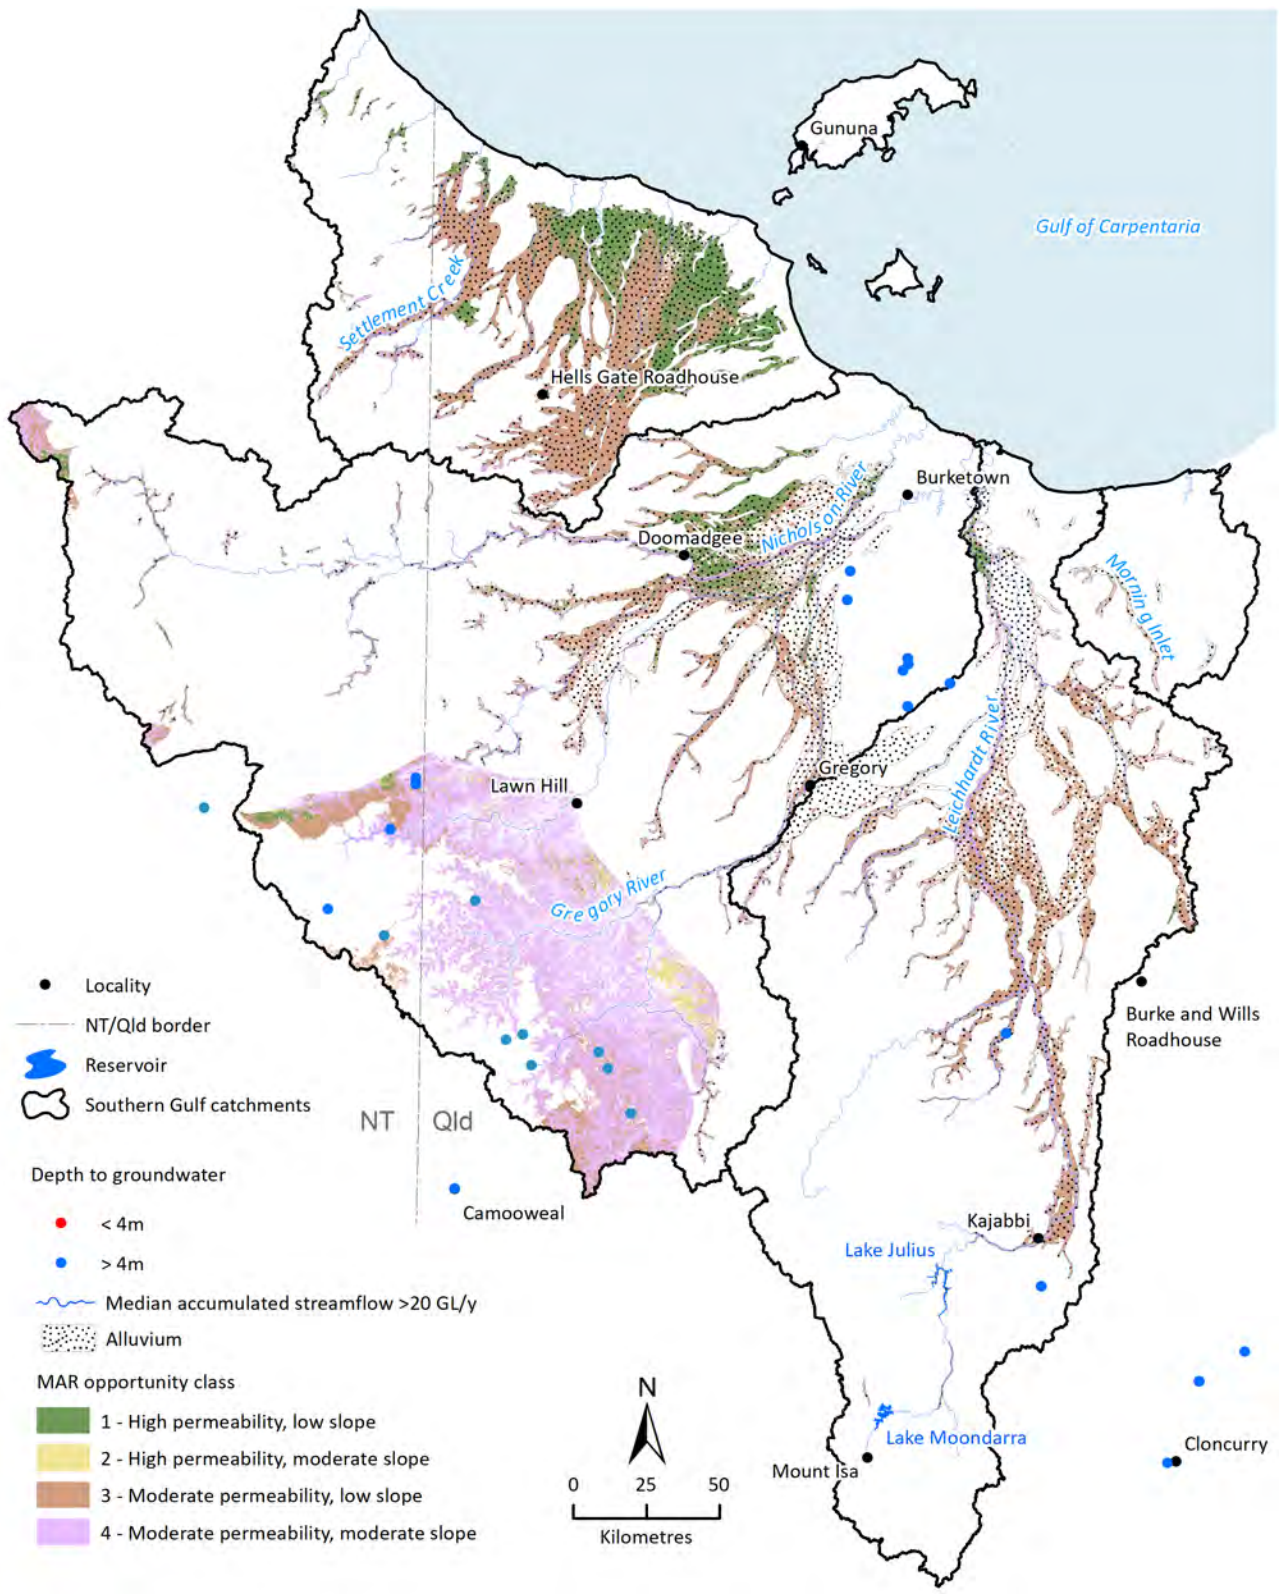 Gununa
Gulf of Carpentaria
Settlement Creek
Hells Gate Roadhouse
Burketown
Nicholson River
Doomadgee
Morning Inlet
Leichhardt River
Gregory
Lawn Hill
Gregory River
Burke and Wills
Roadhouse
NT
Qld
Camooweal
Kajabbi
Lake Julius
Lake Moondarra
Mount Isa
Cloncurry
Locality
NT/Qld border
Reservoir
Southern Gulf catchments
Depth to groundwater
< 4m
> 4m
Median accumulated streamflow >20 GL/y
Alluvium
MAR opportunity class
1 - High permeability, low slope
2 - High permeability, moderate slope
3 - Moderate permeability, low slope
4 - Moderate permeability, moderate slope
N
0 25 50
Kilometres